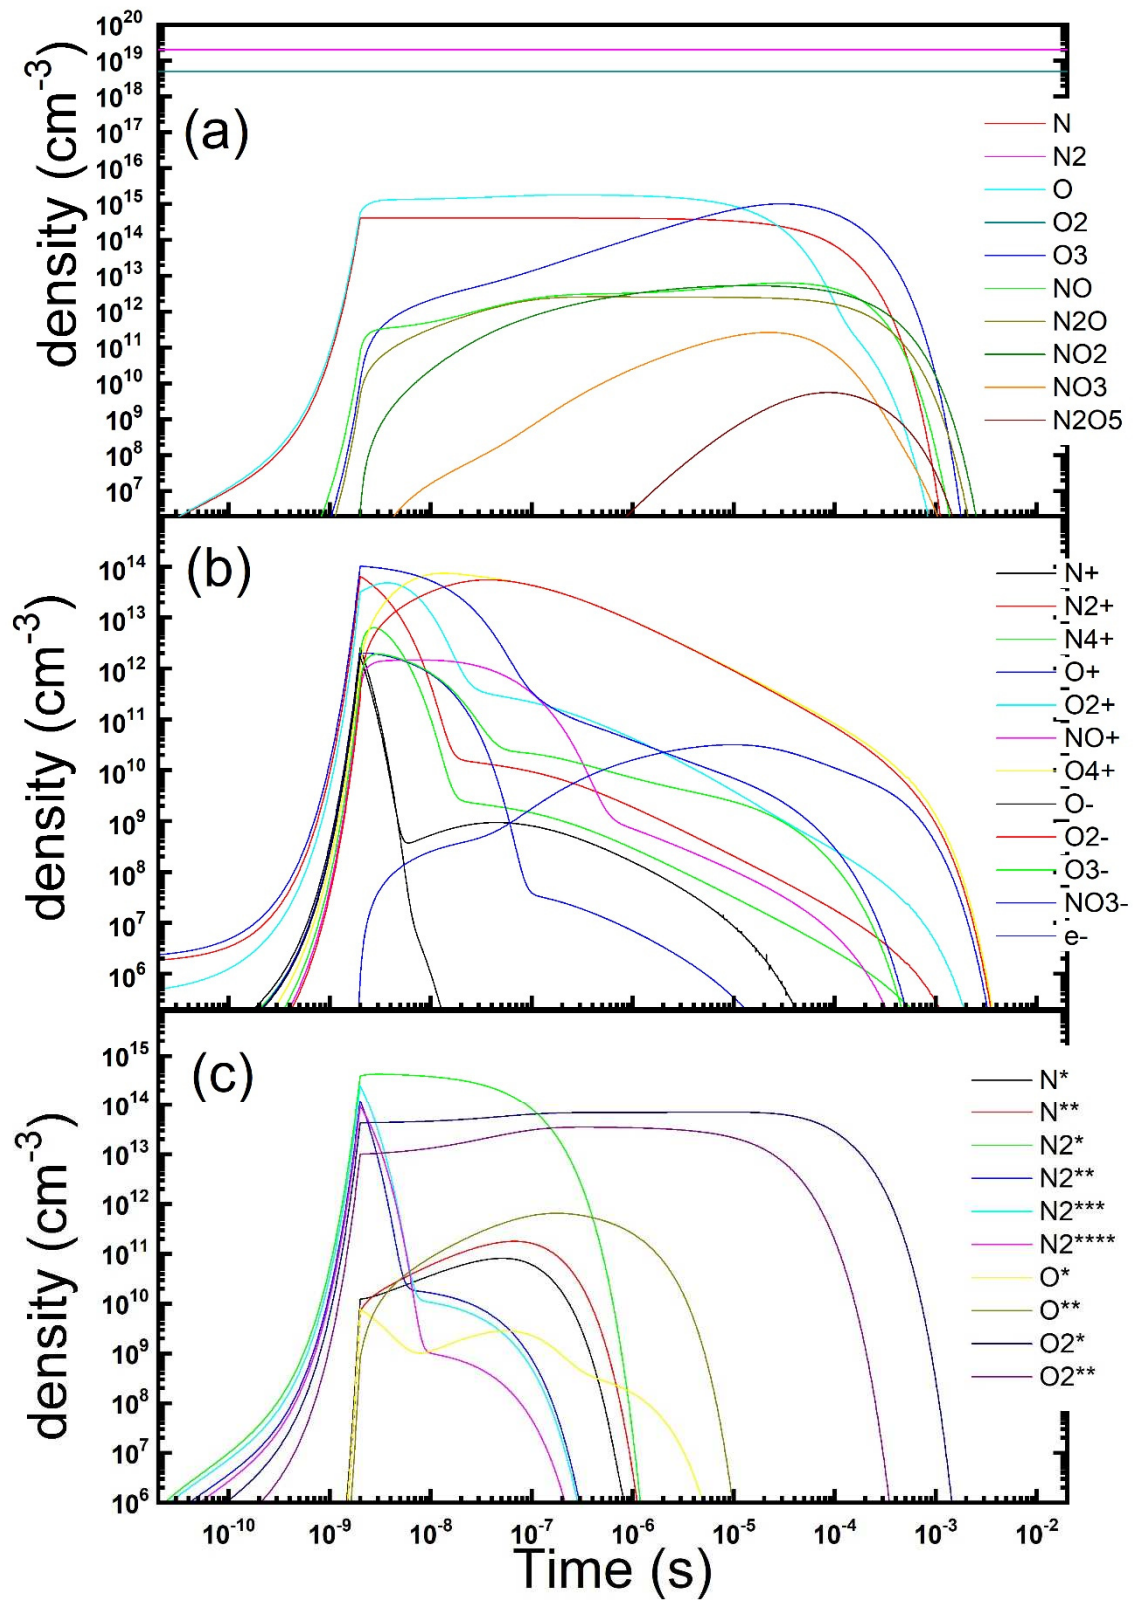 10^20
10^19
10^18
10^17
10^16
10^15
10^14
10^13
10^12
10^11
10^10
10^9
10^8
10^7
density (cm^-3)
(a)
N
N2
O
O2
O3
NO
N2O
NO2
NO3
N2O5
10^14
10^13
10^12
10^11
10^10
10^9
10^8
10^7
10^6
density (cm^-3)
(b)
N+
N2+
N4+
O+
O2+
NO+
O4+
O-
O2-
O3-
NO3-
e-
10^15
10^14
10^13
10^12
10^11
10^10
10^9
10^8
10^7
10^6
density (cm^-3)
(c)
N*
N**
N2*
N2**
N2***
N2****
O*
O**
O2*
O2**
10^-10
10^-9
10^-8
10^-7
10^-6
10^-5
10^-4
10^-3
10^-2
Time (s)